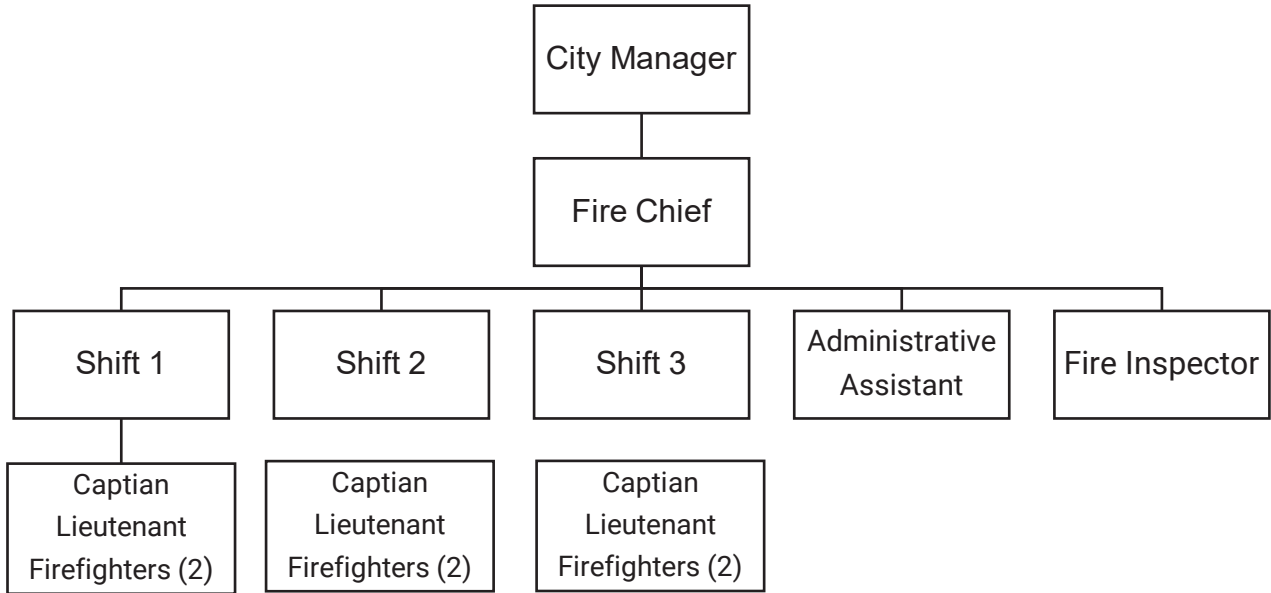 City Manager
Fire Chief
Shift 1
Shift 2
Shift 3
Administrative
Assistant
Fire Inspector
Captian
Lieutenant
Firefighters (2)
Captian
Lieutenant
Firefighters (2)
Captian
Lieutenant
Firefighters (2)